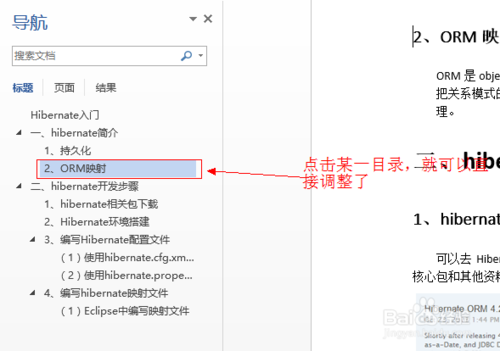 导航
搜索文档
标题 页面 结果
Hibernate入门
一、hibernate简介
1、持久化
2、ORM映射
二、hibernate开发步骤
1、hibernate相关包下载
2、Hibernate环境搭建
3、编写Hibernate配置文件
（1）使用hibernate.cfg.xm...
（2）使用hibernate.prope...
4、编写hibernate映射文件
（1）Eclipse中编写映射文件
点击某一目录，就可以直
接调整了
2、ORM 映
ORM 是 objec
把关系模式的
理。
二、hibe
1、hibernat
可以去 Hiber
核心包和其他资料
Hibernate ORM 4.2
Shortly after releasing 4
as-a-Date, and JDBC D